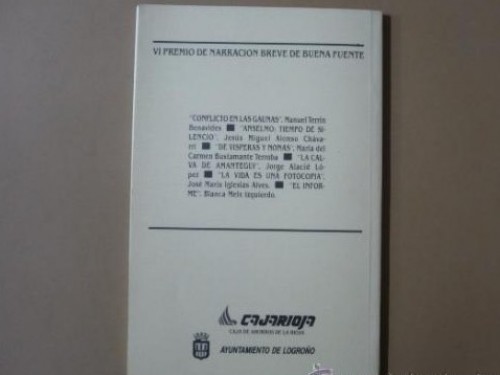 VI PREMIO DE NARRACION BREVE DE BUENA FUENTE
"CONFLICTO EN LAS GAUNAS". Manuel Terrín
Benavides ■ "ANSELMO: TIEMPO DE SI-
LENCIO". Jesús Miguel Alonso Cháva-
rri ■ "DE VISPERAS Y NONAS". María del
Carmen Bustamante Terroba ■ "LA CAL-
VA DE AMANTEGUI". Jorge Alacid Ló-
pez ■ "LA VIDA ES UNA FOTOCOPIA".
José María Iglesias Alves. ■ "EL INFOR-
ME". Blanca Melx Izquierdo.
CAJARIOJA
CAJA DE AHORROS DE LA RIOJA
AYUNTAMIENTO DE LOGROÑO